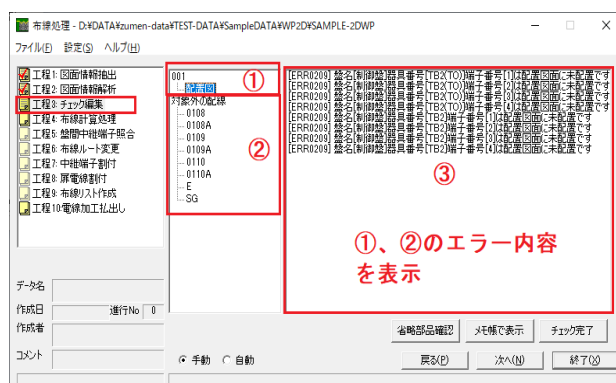 布線処理 - D:¥DATA¥zumen-data¥TEST-DATA¥SampleDATA¥WP2D¥SAMPLE-2DWP
ファイル(F) 設定(S) ヘルプ(H)
工程1: 図面情報抽出
工程2: 図面情報解析
工程3: チェック編集
工程4: 布線計算処理
工程5: 盤間中継端子照合
工程6: 布線ルート変更
工程7: 中継端子割付
工程8: 扉電線割付
工程9: 布線リスト作成
工程10:電線加工払出し
001
配置図
①
対象外の配線
0108
0108A
0109
0109A
0110
0110A
E
SG
②
[ERR0209] 盤名[制御盤]器具番号[TB2(TO)]端子番号[1]は配置図面に未配置です
[ERR0209] 盤名[制御盤]器具番号[TB2(TO)]端子番号[2]は配置図面に未配置です
[ERR0209] 盤名[制御盤]器具番号[TB2(TO)]端子番号[3]は配置図面に未配置です
[ERR0209] 盤名[制御盤]器具番号[TB2(TO)]端子番号[4]は配置図面に未配置です
[ERR0209] 盤名[制御盤]器具番号[TB2]端子番号[1]は配置図面に未配置です
[ERR0209] 盤名[制御盤]器具番号[TB2]端子番号[2]は配置図面に未配置です
[ERR0209] 盤名[制御盤]器具番号[TB2]端子番号[3]は配置図面に未配置です
[ERR0209] 盤名[制御盤]器具番号[TB2]端子番号[4]は配置図面に未配置です
③
①、②のエラー内容
を表示
データ名
作成日 進行No 0
作成者
コメント
手動 自動
省略部品確認 メモ帳で表示 チェック完了
戻る(P) 次へ(N) 終了(X)